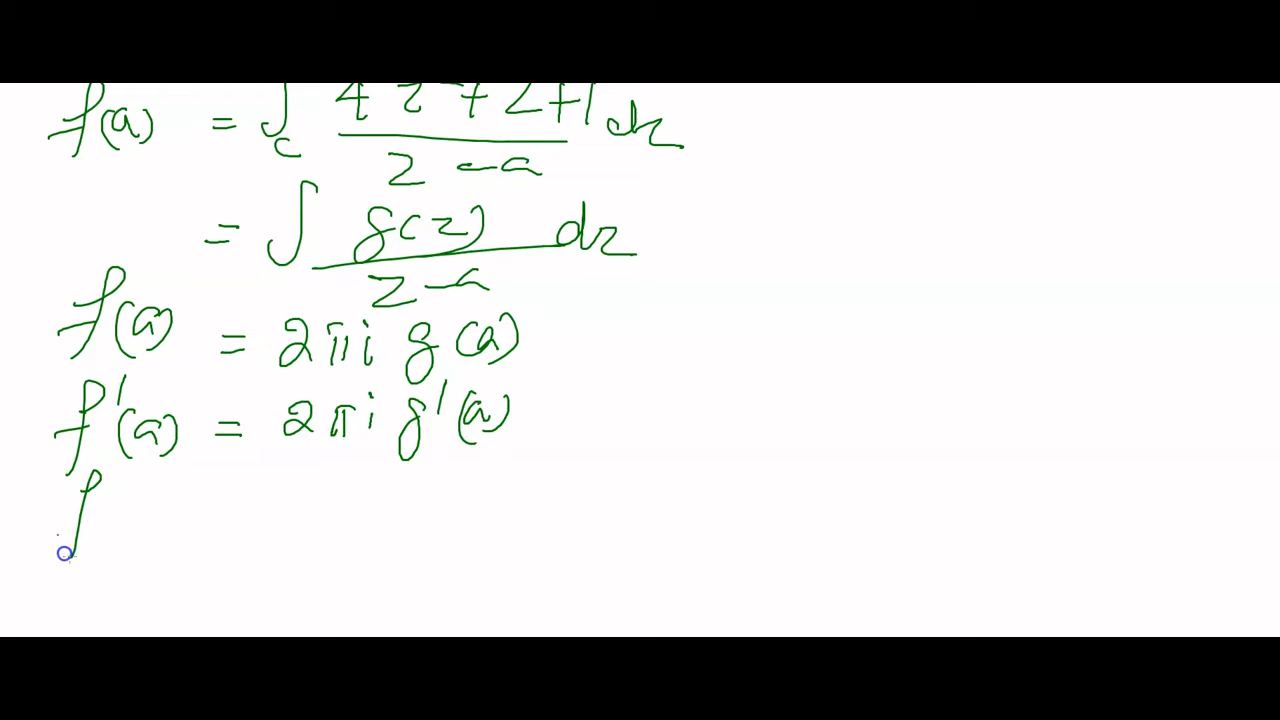 f(a) = ∫_C (4z² + z + 1)/(z - a) dz
= ∫ g(z)/(z - a) dz
f(a) = 2πi g(a)
f'(a) = 2πi g'(a)
f